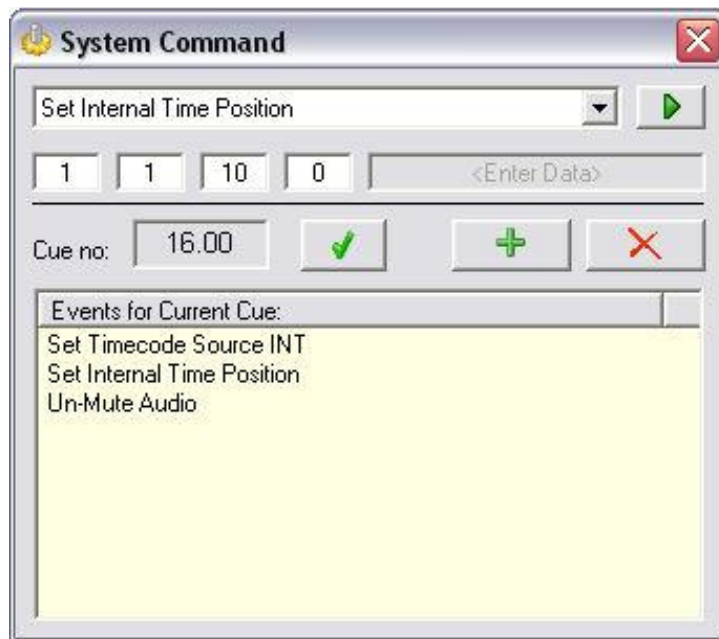 System Command
Set Internal Time Position
1 1 10 0 <Enter Data>
Cue no: 16.00
Events for Current Cue:
Set Timecode Source INT
Set Internal Time Position
Un-Mute Audio